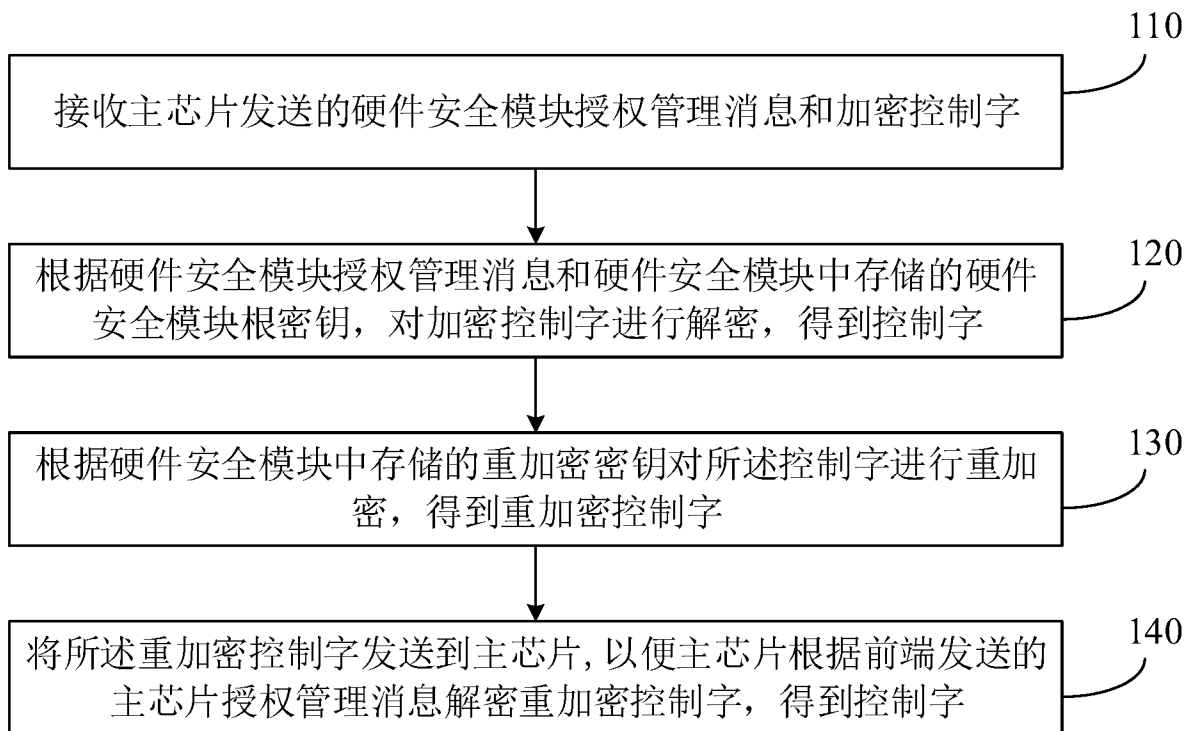 110
接收主芯片发送的硬件安全模块授权管理消息和加密控制字
120
根据硬件安全模块授权管理消息和硬件安全模块中存储的硬件
安全模块根密钥，对加密控制字进行解密，得到控制字
130
根据硬件安全模块中存储的重加密密钥对所述控制字进行重加
密，得到重加密控制字
140
将所述重加密控制字发送到主芯片,以便主芯片根据前端发送的
主芯片授权管理消息解密重加密控制字，得到控制字